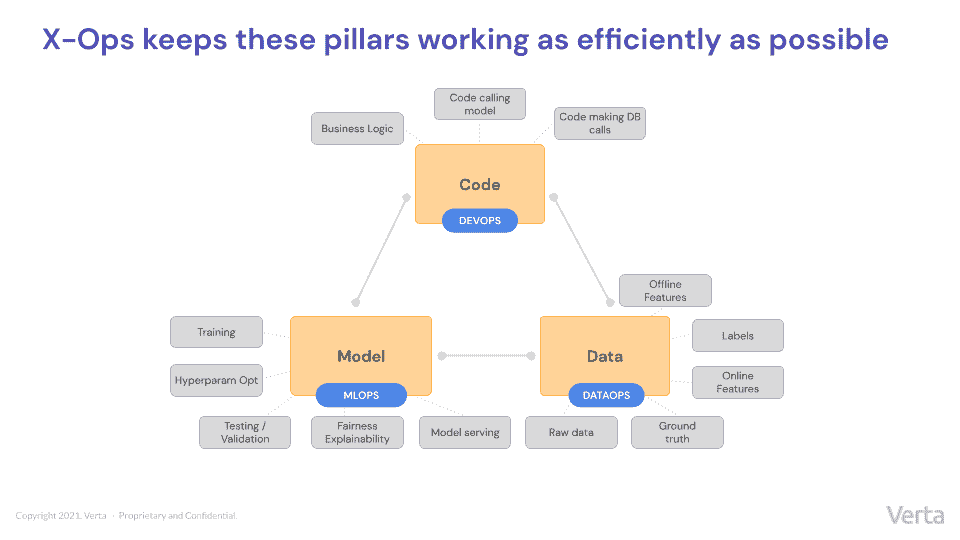 X-Ops keeps these pillars working as efficiently as possible
Code calling
model
Business Logic
Code making DB
calls
Code
DEVOPS
Offline
Features
Training
Labels
Model
Data
Hyperparam Opt
Online
Features
MLOPS
DATAOPS
Testing /
Validation
Fairness
Explainability
Model serving
Raw data
Ground
truth
Copyright 2021. Verta · Proprietary and Confidential.
Verta